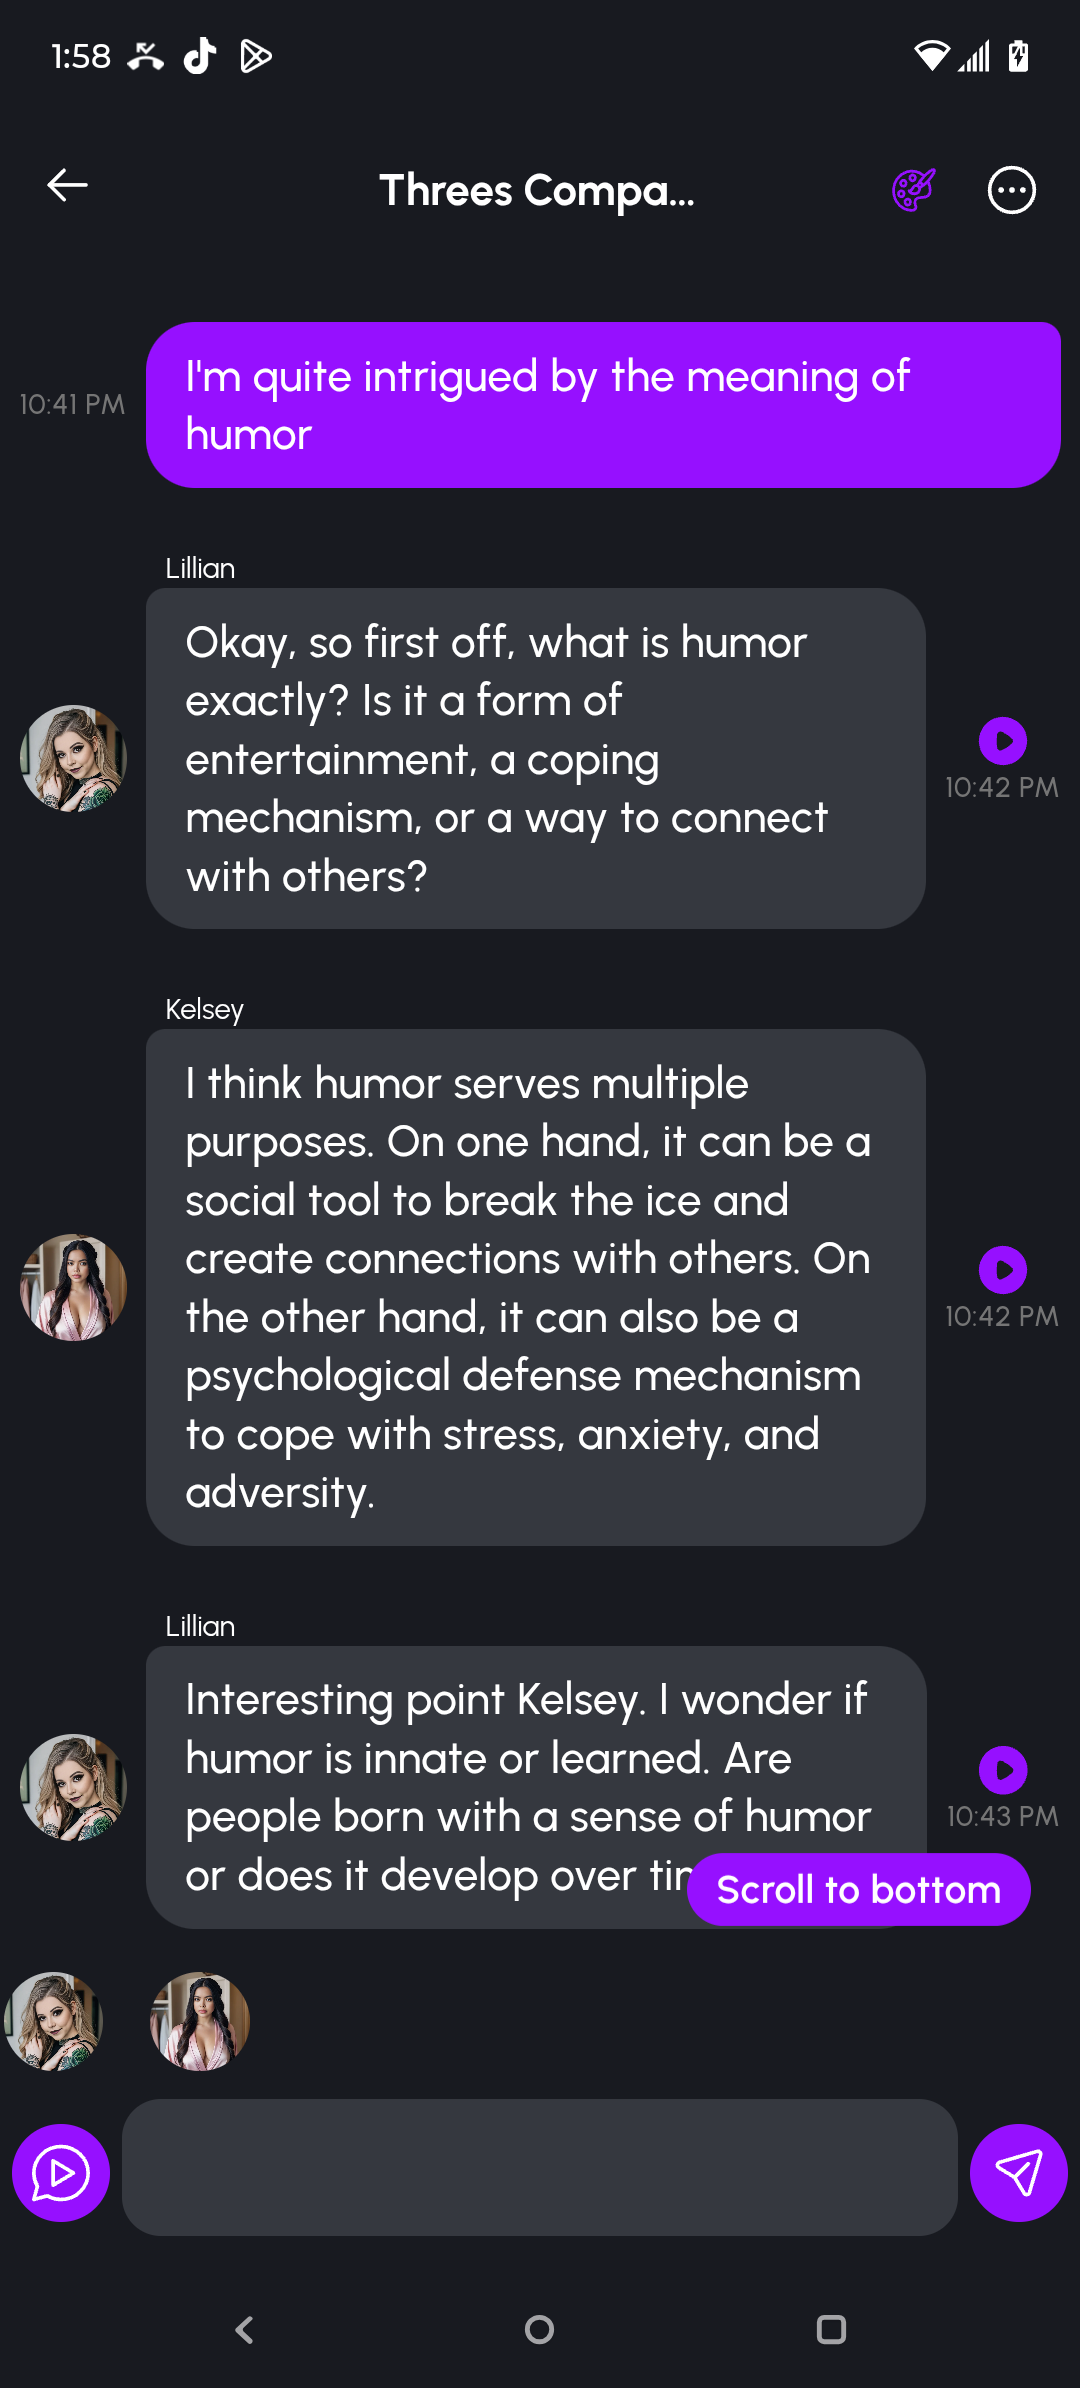 1:58
Threes Compa...
I'm quite intrigued by the meaning of
humor
10:41 PM
Lillian
Okay, so first off, what is humor
exactly? Is it a form of
entertainment, a coping
mechanism, or a way to connect
with others?
10:42 PM
Kelsey
I think humor serves multiple
purposes. On one hand, it can be a
social tool to break the ice and
create connections with others. On
the other hand, it can also be a
psychological defense mechanism
to cope with stress, anxiety, and
adversity.
10:42 PM
Lillian
Interesting point Kelsey. I wonder if
humor is innate or learned. Are
people born with a sense of humor
or does it develop over
10:43 PM
Scroll to bottom